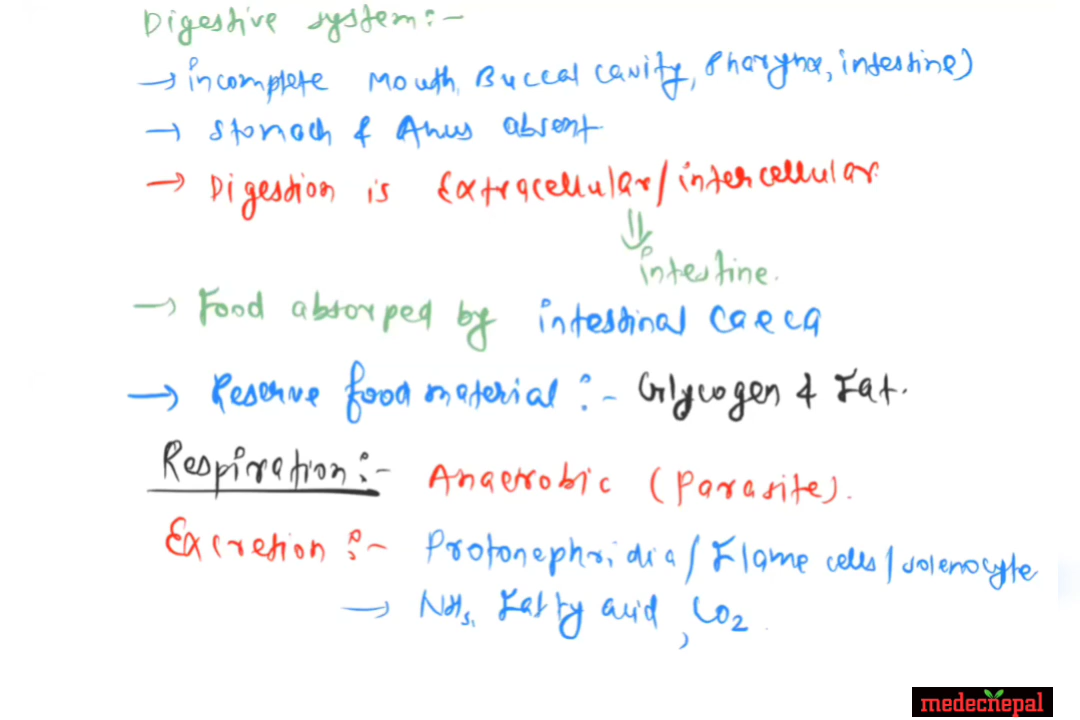 Digestive system:-
→ incomplete Mouth, Buccal cavity, Pharynx, intestine)
→ Stomach & Anus absent
→ Digestion is Extracellular/intercellular
⇓
intestine.
→ Food absorped by intestinal caeca
→ Reserve food material :- Glycogen & Fat.
Respiration:- Anaerobic (Parasite).
Excretion :- Protonephridia/Flame cells/solenocyte
→ NH3, Fatty acid, CO2
medecnepal